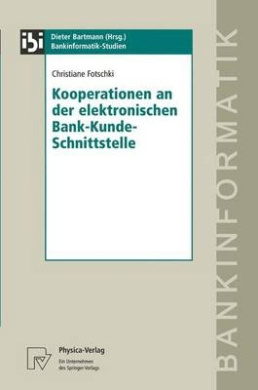 ibi
Dieter Bartmann (Hrsg.)
Bankinformatik-Studien
Christiane Fotschki
Kooperationen an
der elektronischen
Bank-Kunde-
Schnittstelle
BANKINFORMATIK
Physica-Verlag
Ein Unternehmen
des Springer-Verlags